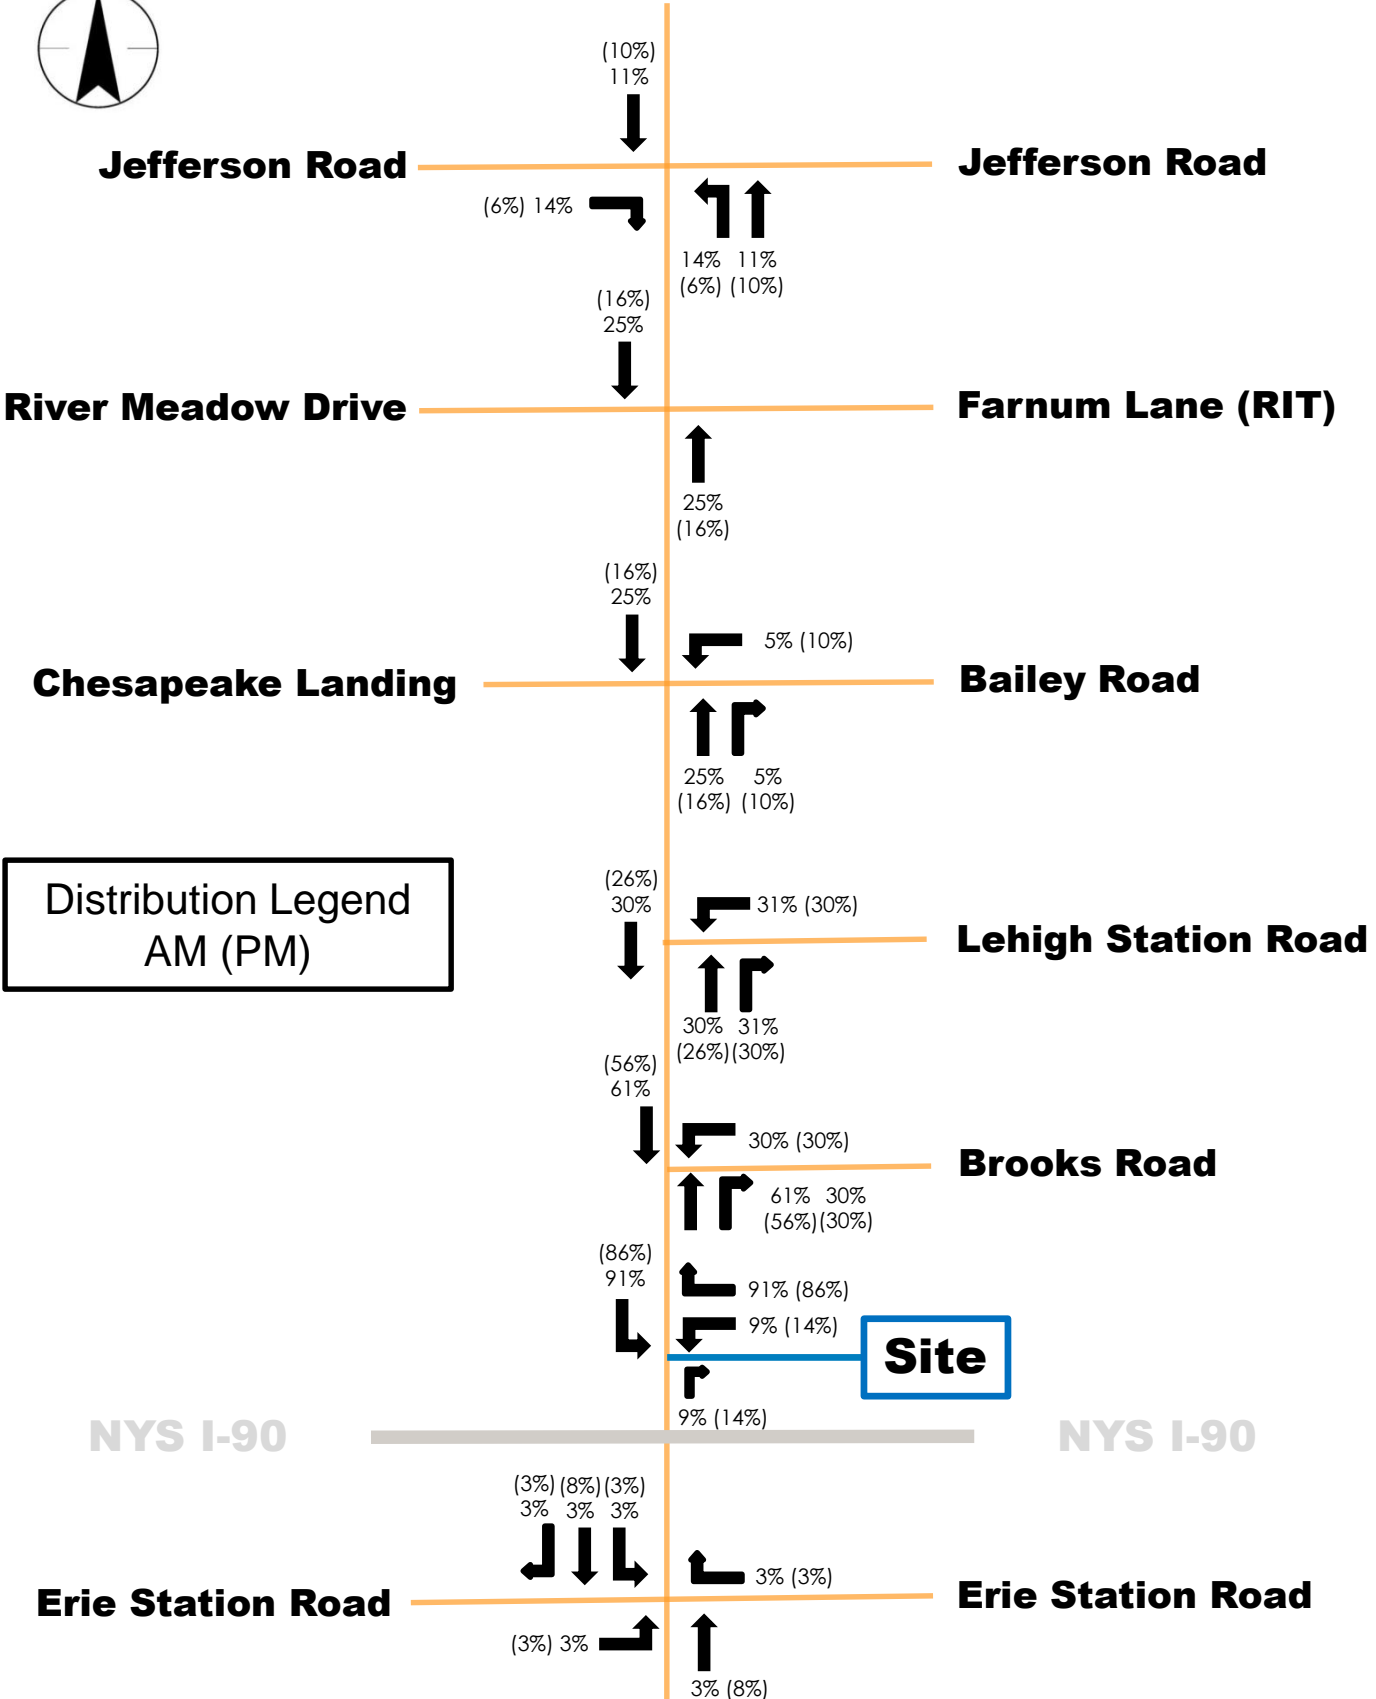 (10%)
11%
Jefferson Road
Jefferson Road
(6%) 14%
14% 11%
(6%) (10%)
(16%)
25%
River Meadow Drive
Farnum Lane (RIT)
25%
(16%)
(16%)
25%
5% (10%)
Chesapeake Landing
Bailey Road
25% 5%
(16%) (10%)
Distribution Legend
AM (PM)
(26%)
30%
31% (30%)
Lehigh Station Road
30% 31%
(26%) (30%)
(56%)
61%
30% (30%)
Brooks Road
61% 30%
(56%) (30%)
(86%)
91%
91% (86%)
9% (14%)
Site
9% (14%)
NYS I-90
NYS I-90
(3%) (8%) (3%)
3% 3% 3%
3% (3%)
Erie Station Road
Erie Station Road
(3%) 3%
3% (8%)